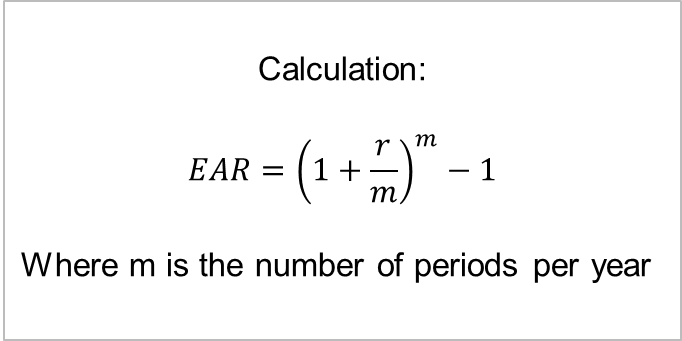 Calculation:
EAR = (1 + r/m)^m − 1
Where m is the number of periods per year